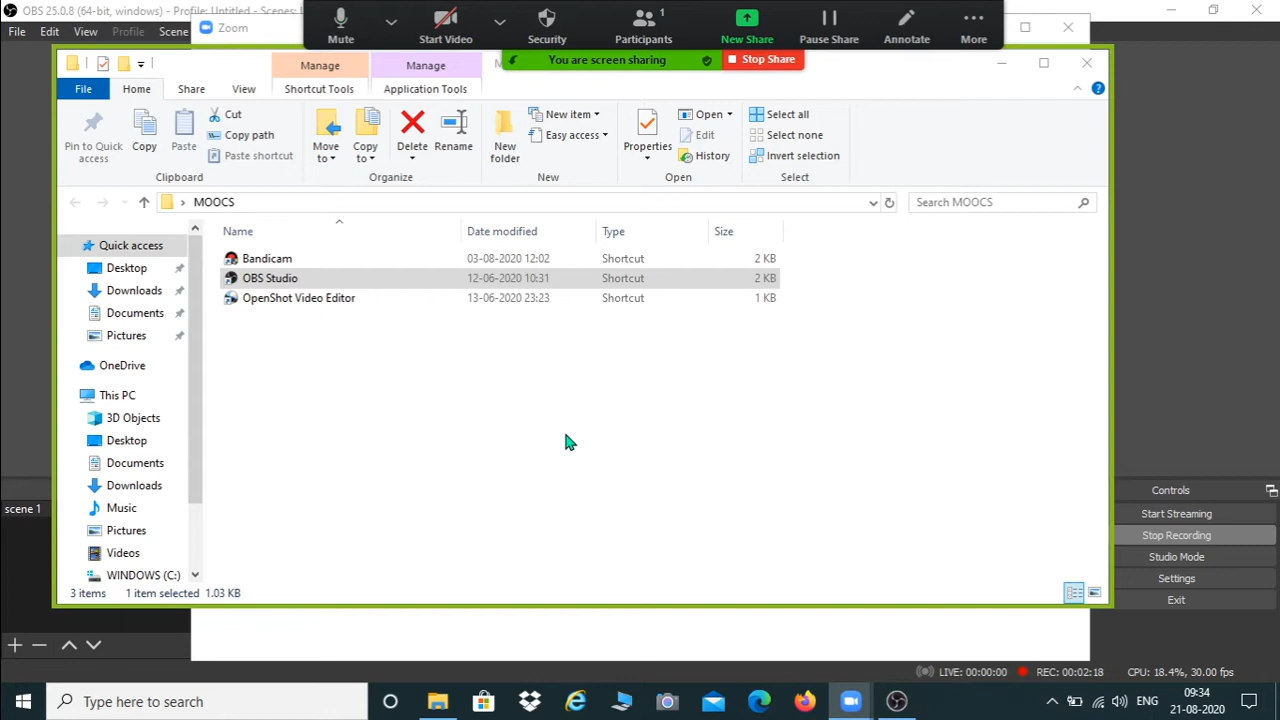 OBS 25.0.8 (64-bit, windows) - Profile: Untitled - Scenes:
File Edit View Profile Scene
Zoom
Mute
Start Video
Security
Participants 1
New Share
Pause Share
Annotate
More
You are screen sharing
Stop Share
Manage
Manage
File
Home
Share
View
Shortcut Tools
Application Tools
Pin to Quick
access
Copy
Paste
Cut
Copy path
Paste shortcut
Clipboard
Move
to
Copy
to
Delete
Rename
Organize
New
folder
New item
Easy access
New
Properties
Open
Edit
History
Open
Select all
Select none
Invert selection
Select
MOOCS
Search MOOCS
Name Date modified Type Size
Bandicam 03-08-2020 12:02 Shortcut 2 KB
OBS Studio 12-06-2020 10:31 Shortcut 2 KB
OpenShot Video Editor 13-06-2020 23:23 Shortcut 1 KB
Quick access
Desktop
Downloads
Documents
Pictures
OneDrive
This PC
3D Objects
Desktop
Documents
Downloads
Music
Pictures
Videos
WINDOWS (C:)
3 items 1 item selected 1.03 KB
scene 1
Controls
Start Streaming
Stop Recording
Studio Mode
Settings
Exit
LIVE: 00:00:00 REC: 00:02:18 CPU: 18.4%, 30.00 fps
Type here to search
ENG
09:34
21-08-2020